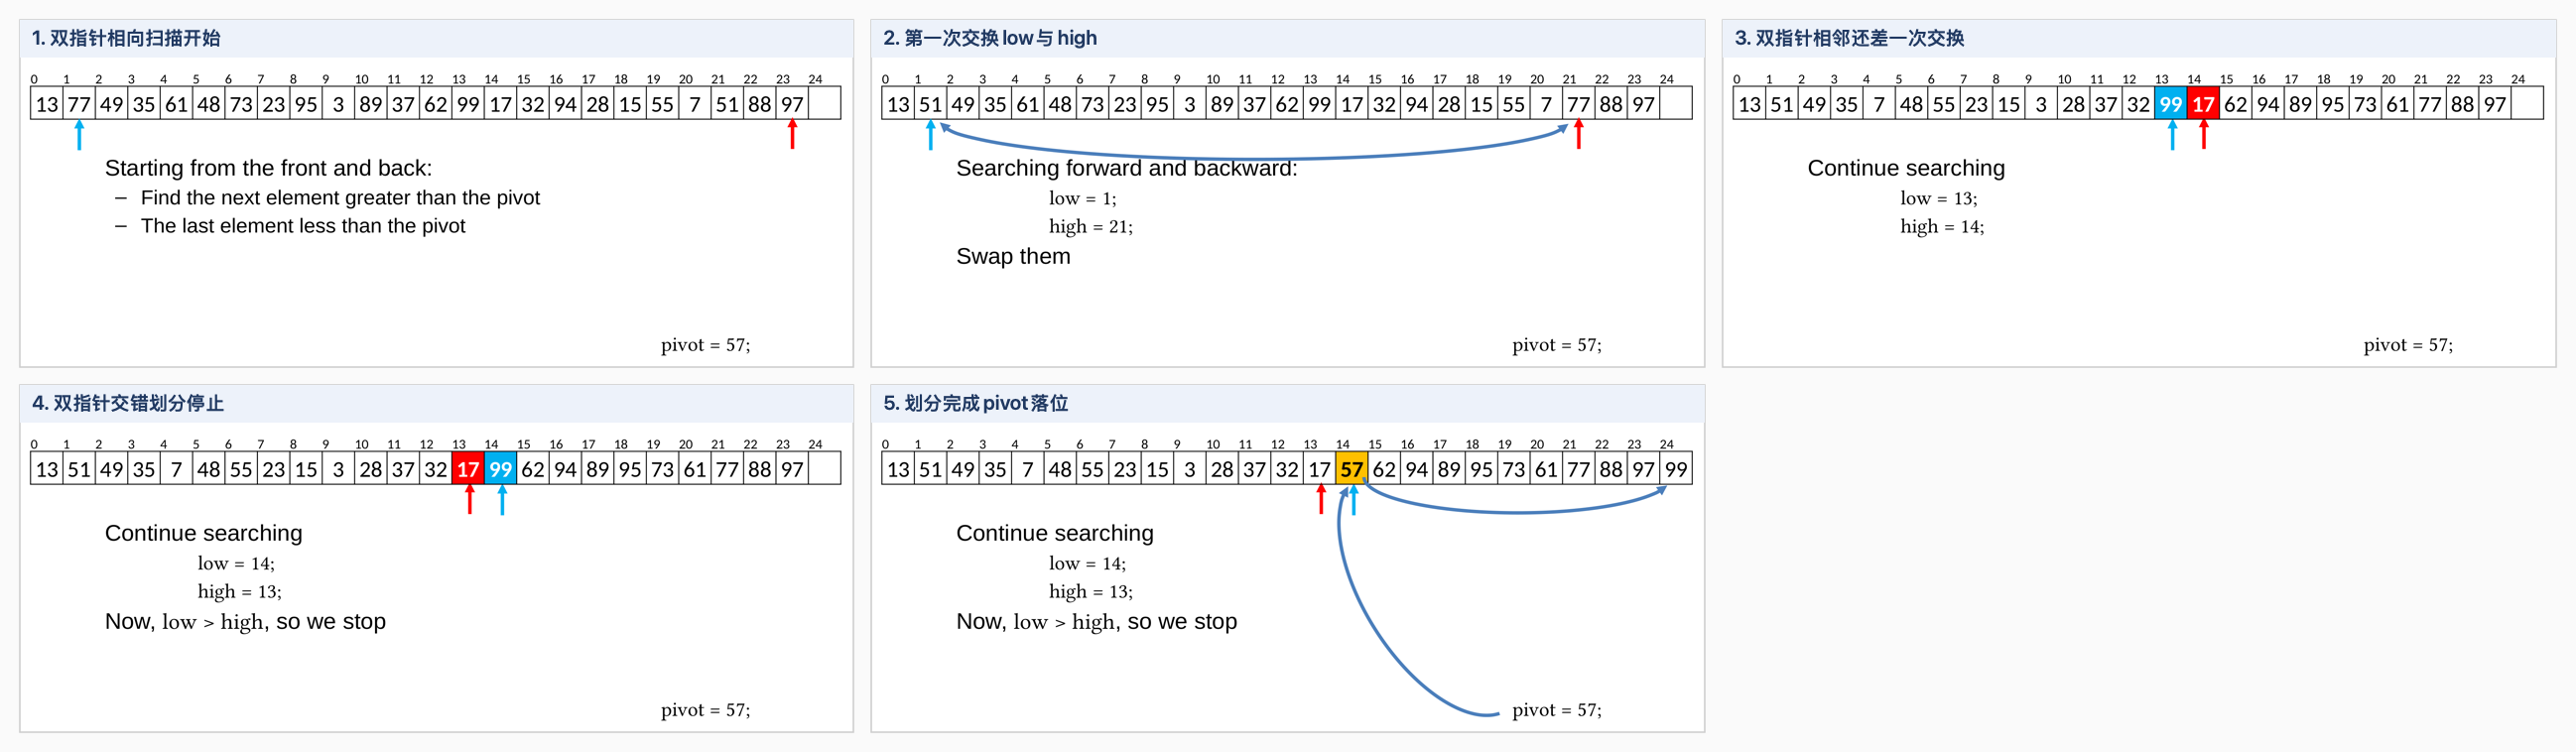 1. 双指针相向扫描开始
0 1 2 3 4 5 6 7 8 9 10 11 12 13 14 15 16 17 18 19 20 21 22 23 24
13 77 49 35 61 48 73 23 95 3 89 37 62 99 17 32 94 28 15 55 7 51 88 97
Starting from the front and back:
– Find the next element greater than the pivot
– The last element less than the pivot
pivot = 57;
2. 第一次交换 low 与 high
0 1 2 3 4 5 6 7 8 9 10 11 12 13 14 15 16 17 18 19 20 21 22 23 24
13 51 49 35 61 48 73 23 95 3 89 37 62 99 17 32 94 28 15 55 7 77 88 97
Searching forward and backward:
low = 1;
high = 21;
Swap them
pivot = 57;
3. 双指针相邻还差一次交换
0 1 2 3 4 5 6 7 8 9 10 11 12 13 14 15 16 17 18 19 20 21 22 23 24
13 51 49 35 7 48 55 23 15 3 28 37 32 99 17 62 94 89 95 73 61 77 88 97
Continue searching
low = 13;
high = 14;
pivot = 57;
4. 双指针交错划分停止
0 1 2 3 4 5 6 7 8 9 10 11 12 13 14 15 16 17 18 19 20 21 22 23 24
13 51 49 35 7 48 55 23 15 3 28 37 32 17 99 62 94 89 95 73 61 77 88 97
Continue searching
low = 14;
high = 13;
Now, low > high, so we stop
pivot = 57;
5. 划分完成 pivot 落位
0 1 2 3 4 5 6 7 8 9 10 11 12 13 14 15 16 17 18 19 20 21 22 23 24
13 51 49 35 7 48 55 23 15 3 28 37 32 17 57 62 94 89 95 73 61 77 88 97 99
Continue searching
low = 14;
high = 13;
Now, low > high, so we stop
pivot = 57;